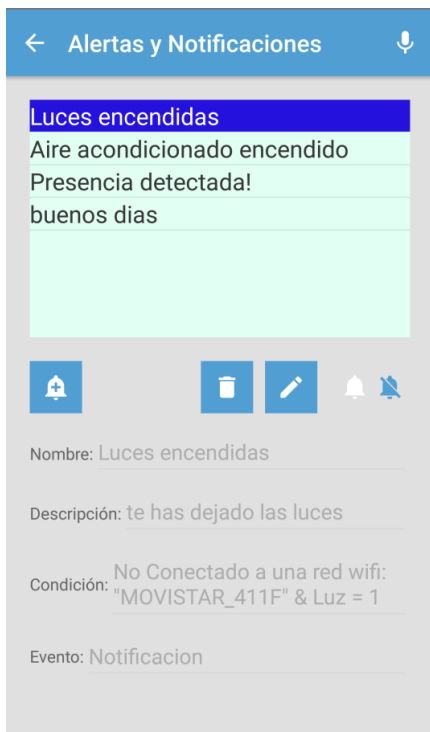 Alertas y Notificaciones
Luces encendidas
Aire acondicionado encendido
Presencia detectada!
buenos dias
Nombre: Luces encendidas
Descripción: te has dejado las luces
Condición: No Conectado a una red wifi:
"MOVISTAR_411F" & Luz = 1
Evento: Notificacion